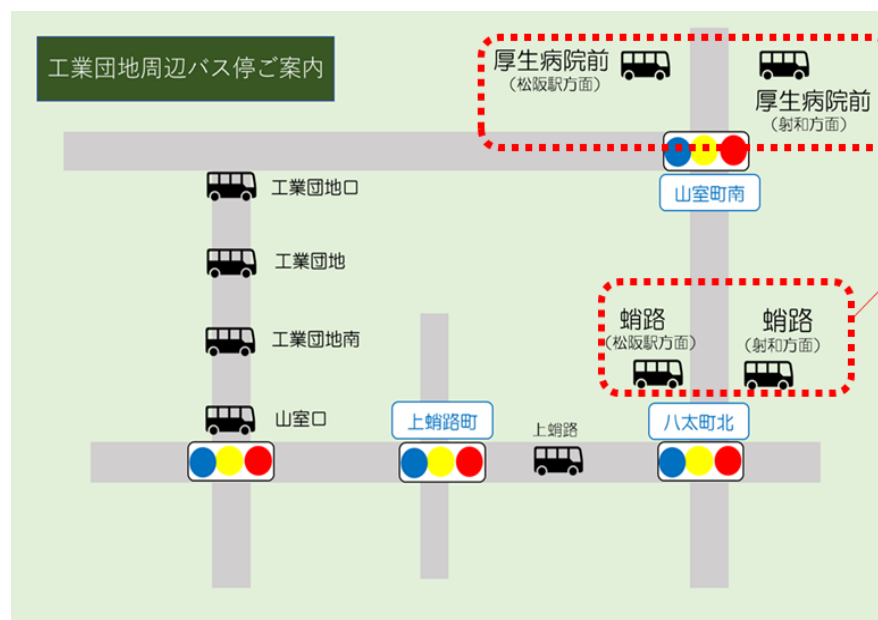 工業団地周辺バス停ご案内
厚生病院前
(松阪駅方面)
厚生病院前
(射和方面)
山室町南
工業団地口
工業団地
工業団地南
山室口
蛸路
(松阪駅方面)
蛸路
(射和方面)
上蛸路町
上蛸路
八太町北